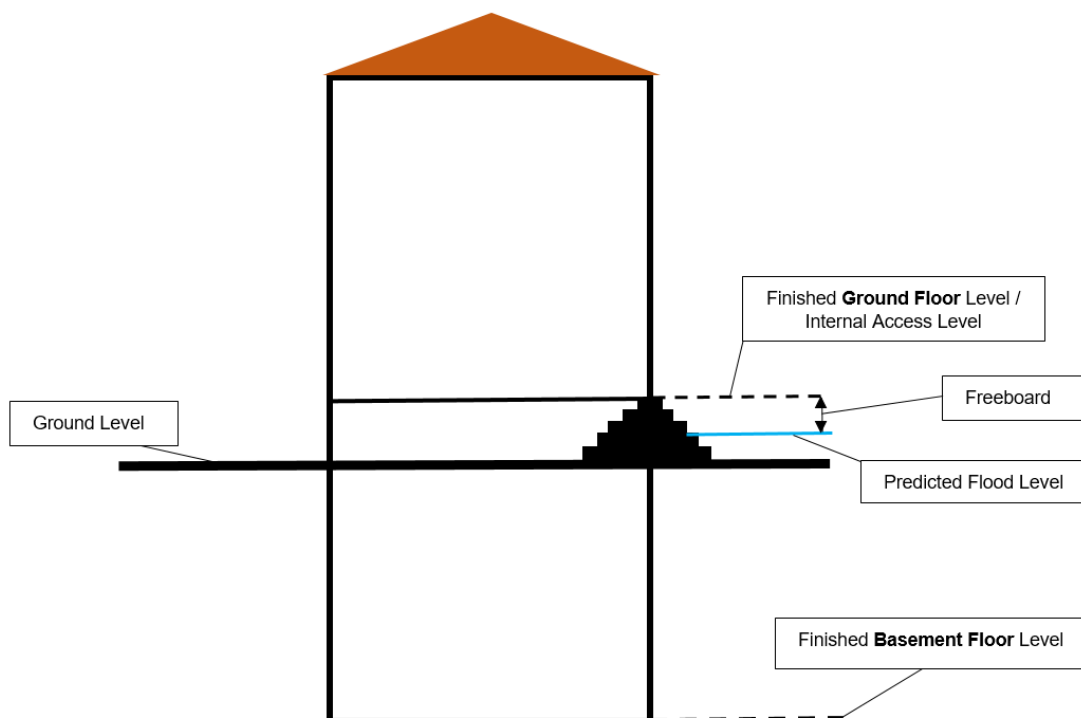 Finished Ground Floor Level /
Internal Access Level
Freeboard
Ground Level
Predicted Flood Level
Finished Basement Floor Level